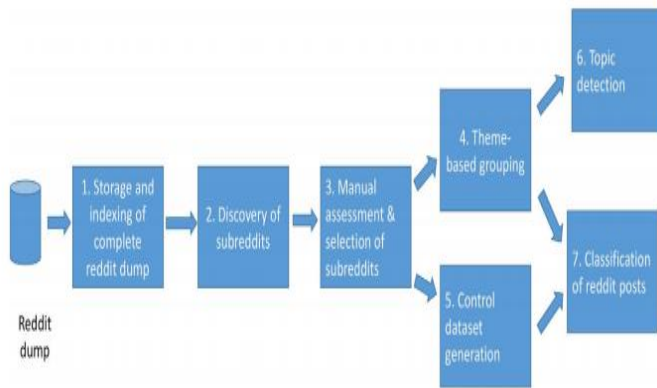 Reddit
dump
1. Storage and
indexing of
complete
reddit dump
2. Discovery of
subreddits
3. Manual
assessment &
selection of
subreddits
4. Theme-
based grouping
5. Control
dataset
generation
6. Topic
detection
7. Classification
of reddit posts